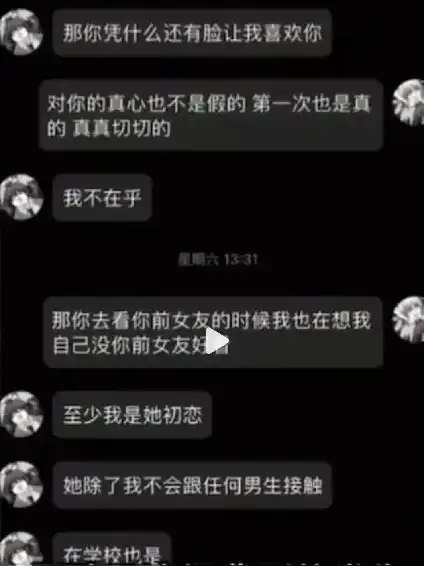 那你凭什么还有脸让我喜欢你
对你的真心也不是假的 第一次也是真
的 真真切切的
我不在乎
星期六 13:31
那你去看你前女友的时候我也在想我
自己没你前女友好
至少我是她初恋
她除了我不会跟任何男生接触
在学校也是